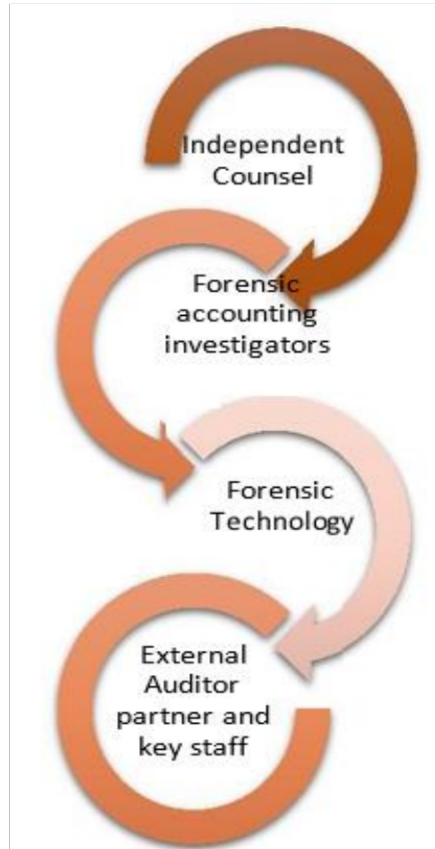 Independent
Counsel
Forensic
accounting
investigators
Forensic
Technology
External
Auditor
partner and
key staff